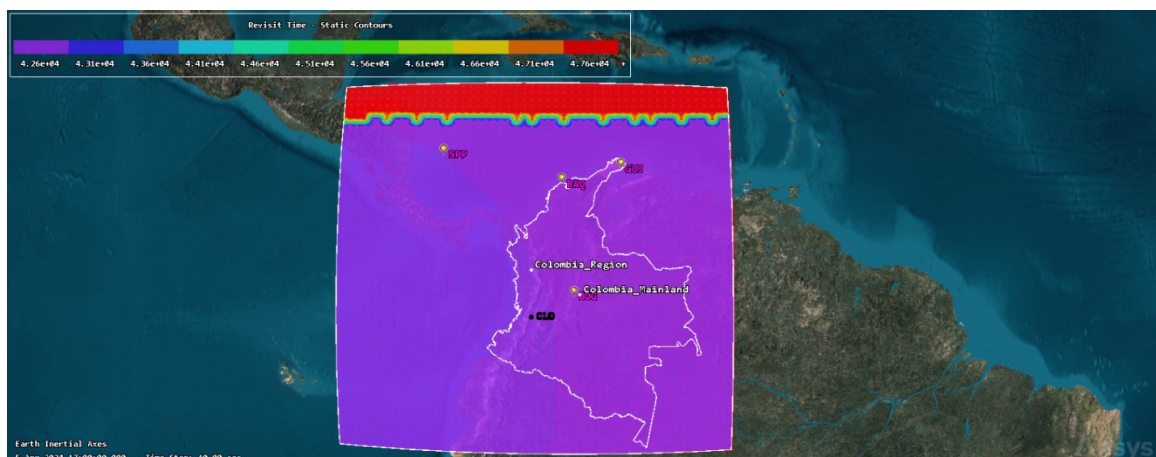 Revisit Time - Static Contours
4.26e+04 4.31e+04 4.36e+04 4.41e+04 4.46e+04 4.51e+04 4.56e+04 4.61e+04 4.66e+04 4.71e+04 4.76e+04 +
SPP
BAQ
GUJ
Colombia_Region
Colombia_Mainland
CLO
Earth Inertial Axes